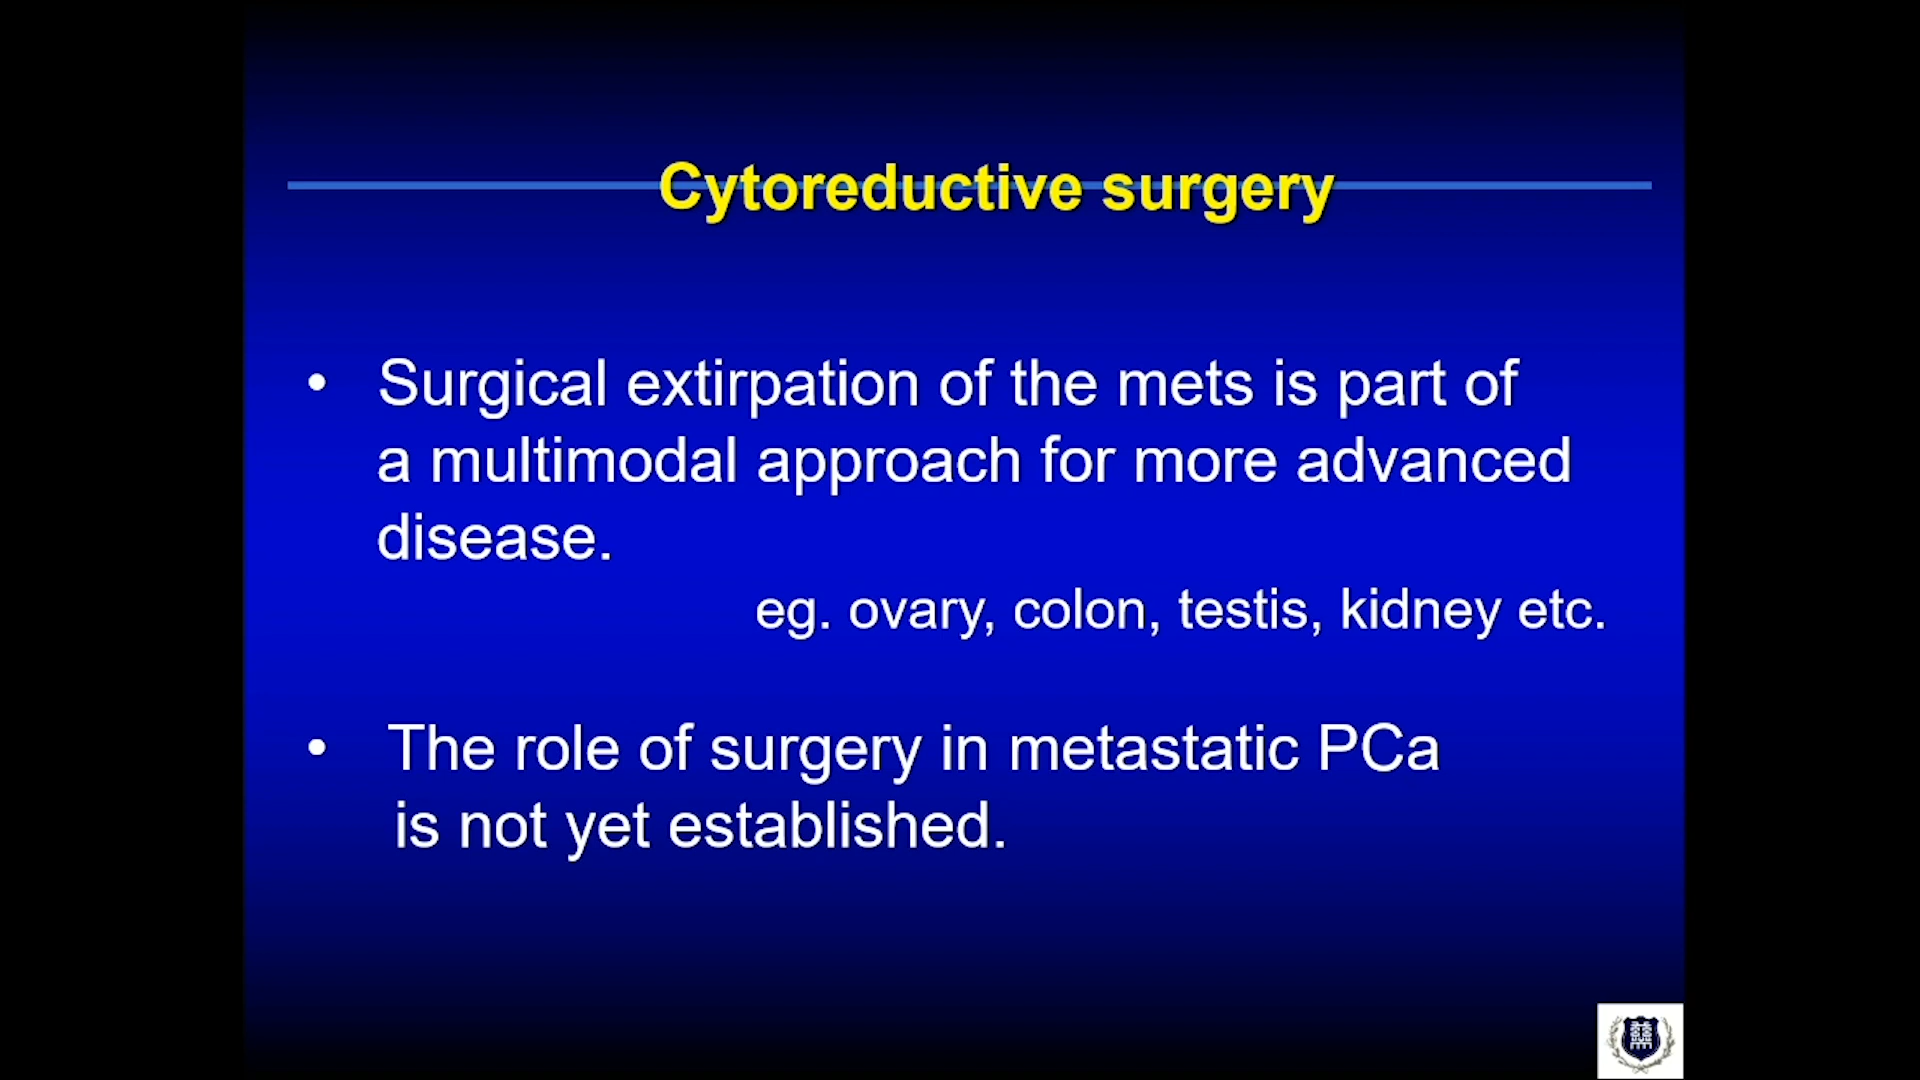 Cytoreductive surgery
• Surgical extirpation of the mets is part of
a multimodal approach for more advanced
disease.
eg. ovary, colon, testis, kidney etc.
• The role of surgery in metastatic PCa
is not yet established.